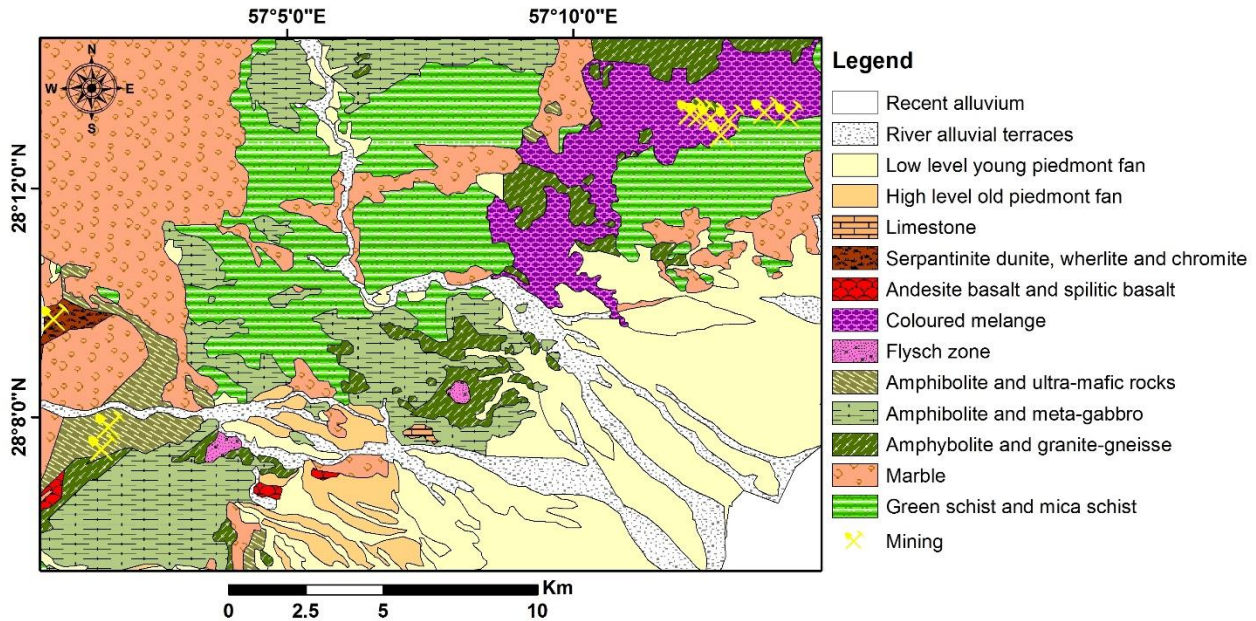 57°5'0"E 57°10'0"E
N
W E
S
28°12'0"N
28°8'0"N
Legend
Recent alluvium
River alluvial terraces
Low level young piedmont fan
High level old piedmont fan
Limestone
Serpantinite dunite, wherlite and chromite
Andesite basalt and spilitic basalt
Coloured melange
Flysch zone
Amphibolite and ultra-mafic rocks
Amphibolite and meta-gabbro
Amphybolite and granite-gneisse
Marble
Green schist and mica schist
Mining
Km
0 2.5 5 10